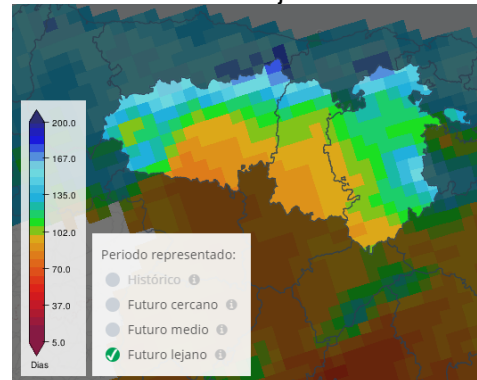 200.0
167.0
135.0
102.0
70.0
37.0
5.0
Dias
Periodo representado:
Histórico
Futuro cercano
Futuro medio
Futuro lejano